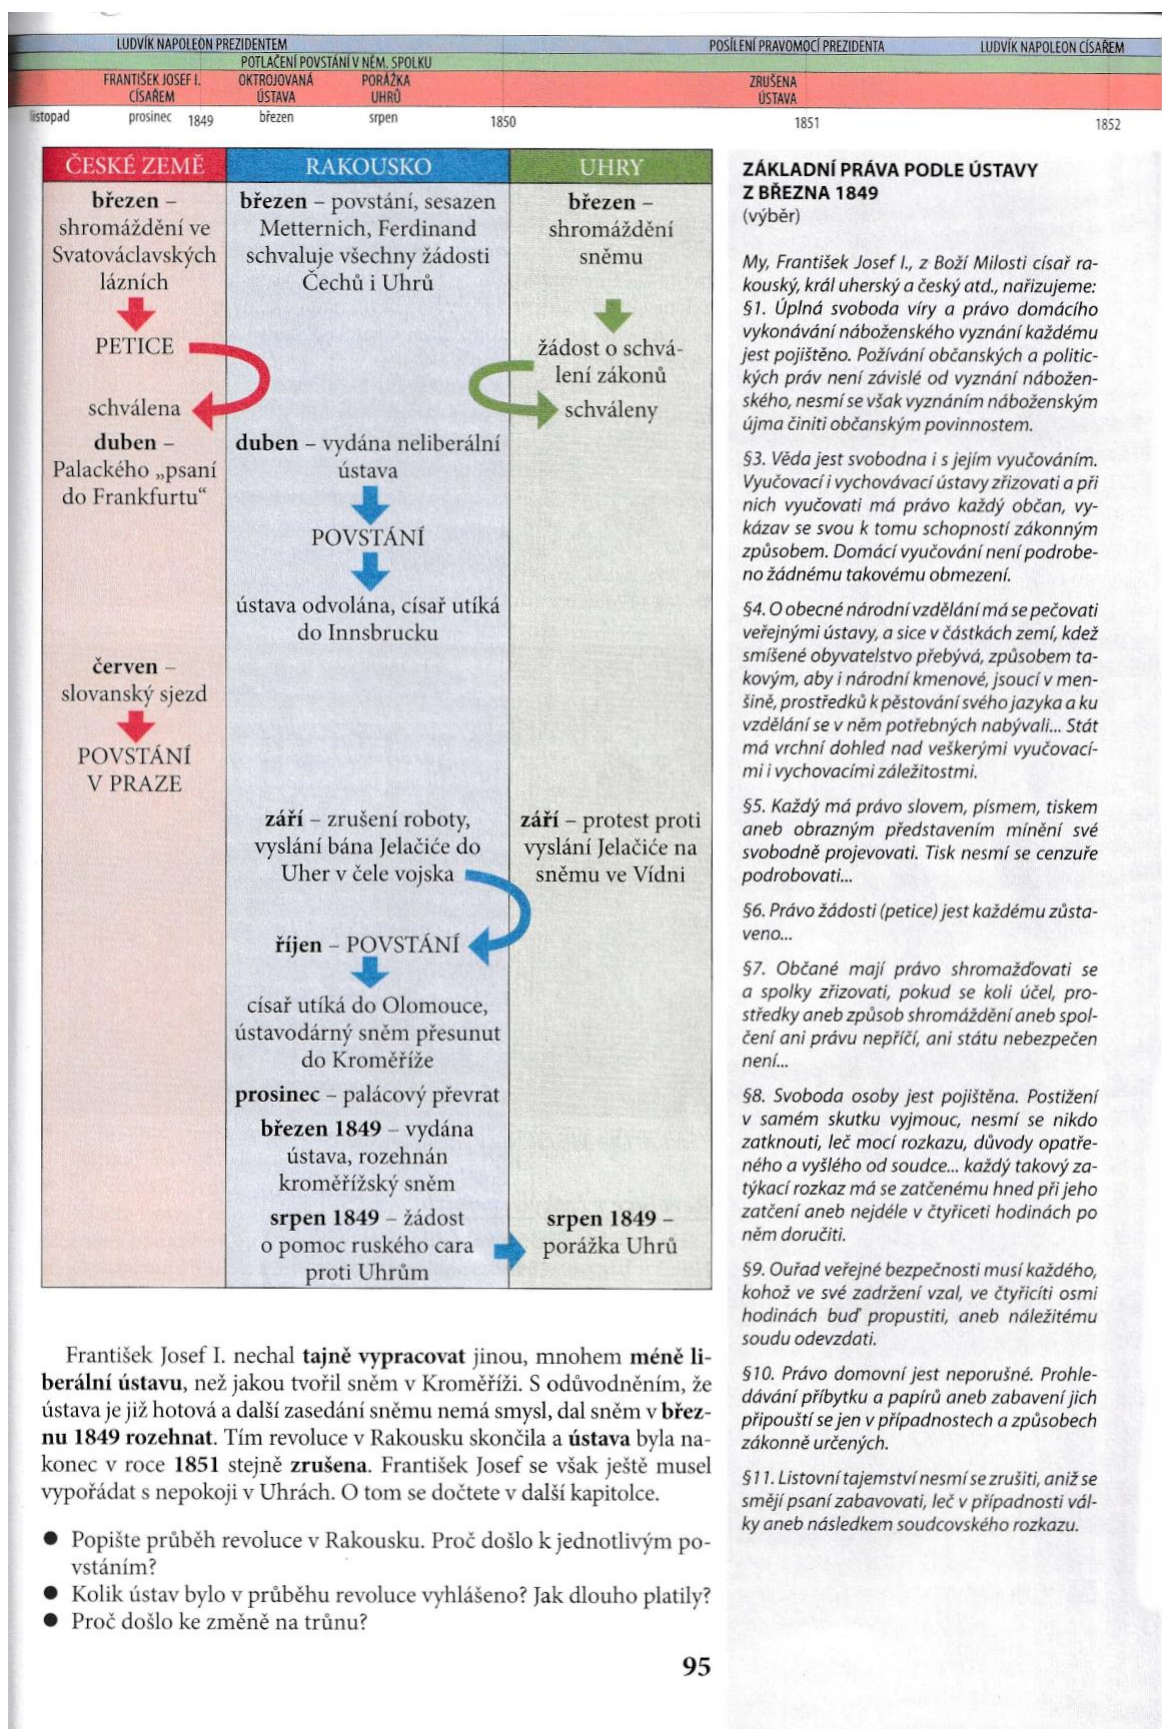 LUDVÍK NAPOLEON PREZIDENTEM
POSÍLENÍ PRAVOMOCÍ PREZIDENTA
LUDVÍK NAPOLEON CÍSAŘEM
POTLAČENÍ POVSTÁNÍ V NĚM. SPOLKU
FRANTIŠEK JOSEF I.
CÍSAŘEM
OKTROJOVANÁ
ÚSTAVA
PORÁŽKA
UHRŮ
ZRUŠENA
ÚSTAVA
listopad
prosinec
1849
březen
srpen
1850
1851
1852
ČESKÉ ZEMĚ
březen –
shromáždění ve
Svatováclavských
lázních
PETICE
schválena
duben –
Palackého „psaní
do Frankfurtu“
červen –
slovanský sjezd
POVSTÁNÍ
V PRAZE
RAKOUSKO
březen – povstání, sesazen
Metternich, Ferdinand
schvaluje všechny žádosti
Čechů i Uhrů
duben – vydána neliberální
ústava
POVSTÁNÍ
ústava odvolána, císař utíká
do Innsbrucku
září – zrušení roboty,
vyslání bána Jelačiće do
Uher v čele vojska
říjen – POVSTÁNÍ
císař utíká do Olomouce,
ústavodárný sněm přesunut
do Kroměříže
prosinec – palácový převrat
březen 1849 – vydána
ústava, rozehnán
kroměřížský sněm
srpen 1849 – žádost
o pomoc ruského cara
proti Uhrům
UHRY
březen –
shromáždění
sněmu
žádost o schvá-
lení zákonů
schváleny
září – protest proti
vyslání Jelačiće na
sněmu ve Vídni
srpen 1849 –
porážka Uhrů
František Josef I. nechal tajně vypracovat jinou, mnohem méně li-
berální ústavu, než jakou tvořil sněm v Kroměříži. S odůvodněním, že
ústava je již hotová a další zasedání sněmu nemá smysl, dal sněm v břez-
nu 1849 rozehnat. Tím revoluce v Rakousku skončila a ústava byla na-
konec v roce 1851 stejně zrušena. František Josef se však ještě musel
vypořádat s nepokoji v Uhrách. O tom se dočtete v další kapitolce.
● Popište průběh revoluce v Rakousku. Proč došlo k jednotlivým po-
vstáním?
● Kolik ústav bylo v průběhu revoluce vyhlášeno? Jak dlouho platily?
● Proč došlo ke změně na trůnu?
95
ZÁKLADNÍ PRÁVA PODLE ÚSTAVY
Z BŘEZNA 1849
(výběr)
My, František Josef I., z Boží Milosti císař ra-
kouský, král uherský a český atd., nařizujeme:
§1. Úplná svoboda víry a právo domácího
vykonávání náboženského vyznání každému
jest pojištěno. Požívání občanských a politic-
kých práv není závislé od vyznání nábožen-
ského, nesmí se však vyznáním náboženským
újma činiti občanským povinnostem.
§3. Věda jest svobodna i s jejím vyučováním.
Vyučovací i vychovávací ústavy zřizovati a při
nich vyučovati má právo každý občan, vy-
kázav se svou k tomu schopností zákonným
způsobem. Domácí vyučování není podrobe-
no žádnému takovému obmezení.
§4. O obecné národní vzdělání má se pečovati
veřejnými ústavy, a sice v částkách zemí, kdež
smíšené obyvatelstvo přebývá, způsobem ta-
kovým, aby i národní kmenové, jsoucí v men-
šině, prostředků k pěstování svého jazyka a ku
vzdělání se v něm potřebných nabývali... Stát
má vrchní dohled nad veškerými vyučovací-
mi i vychovacími záležitostmi.
§5. Každý má právo slovem, písmem, tiskem
aneb obrazným představením mínění své
svobodně projevovati. Tisk nesmí se cenzuře
podrobovati...
§6. Právo žádosti (petice) jest každému zůsta-
veno...
§7. Občané mají právo shromažďovati se
a spolky zřizovati, pokud se koli účel, pro-
středky aneb způsob shromáždění aneb spol-
čení ani právu nepříčí, ani státu nebezpečen
není...
§8. Svoboda osoby jest pojištěna. Postižení
v samém skutku vyjmouc, nesmí se nikdo
zatknouti, leč mocí rozkazu, důvody opatře-
ného a vyšlého od soudce... každý takový za-
týkací rozkaz má se zatčenému hned při jeho
zatčení aneb nejdéle v čtyřiceti hodinách po
něm doručiti.
§9. Ouřad veřejné bezpečnosti musí každého,
kohož ve své zadržení vzal, ve čtyřicíti osmi
hodinách buď propustiti, aneb náležitému
soudu odevzdati.
§10. Právo domovní jest neporušné. Prohle-
dávání příbytku a papírů aneb zabavení jich
připouští se jen v případnostech a způsobech
zákonně určených.
§11. Listovní tajemství nesmí se zrušiti, aniž se
smějí psaní zabavovati, leč v případnosti vál-
ky aneb následkem soudcovského rozkazu.